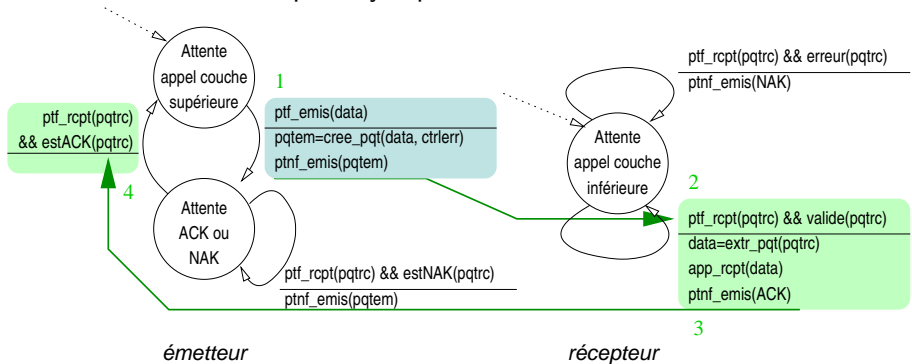 Attente
appel couche
supérieure
1
ptf_emis(data)
pqtem=cree_pqt(data, ctrlerr)
ptnf_emis(pqtem)
ptf_rcpt(pqtrc)
&& estACK(pqtrc)
4
Attente
ACK ou
NAK
ptf_rcpt(pqtrc) && estNAK(pqtrc)
ptnf_emis(pqtem)
émetteur
ptf_rcpt(pqtrc) && erreur(pqtrc)
ptnf_emis(NAK)
Attente
appel couche
inférieure
2
ptf_rcpt(pqtrc) && valide(pqtrc)
data=extr_pqt(pqtrc)
app_rcpt(data)
ptnf_emis(ACK)
3
récepteur